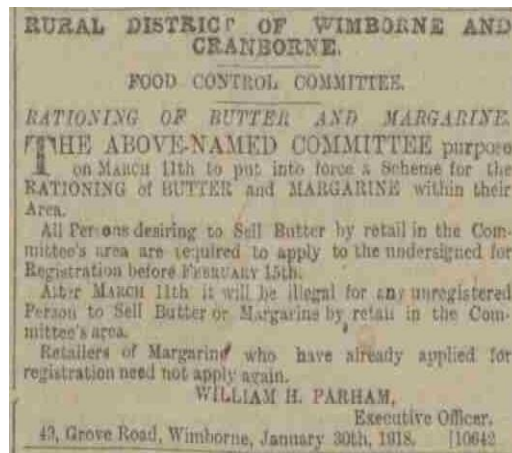 RURAL DISTRICT OF WIMBORNE AND
CRANBORNE.
FOOD CONTROL COMMITTEE.
RATIONING OF BUTTER AND MARGARINE.
THE ABOVE-NAMED COMMITTEE purpose
on MARCH 11th to put into force a Scheme for the
RATIONING of BUTTER and MARGARINE within their
Area.
All Persons desiring to Sell Butter by retail in the Com-
mittee's area are required to apply to the undersigned for
Registration before FEBRUARY 15th.
After MARCH 11th it will be illegal for any unregistered
Person to Sell Butter or Margarine by retail in the Com-
mittee's area.
Retailers of Margarine who have already applied for
registration need not apply again.
WILLIAM H. PARHAM,
Executive Officer.
49, Grove Road, Wimborne, January 30th, 1918. [10642